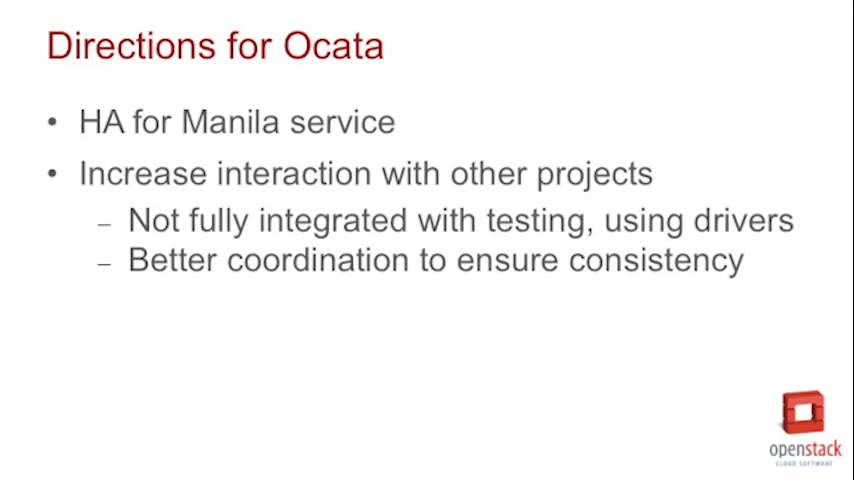 Directions for Ocata
• HA for Manila service
• Increase interaction with other projects
– Not fully integrated with testing, using drivers
– Better coordination to ensure consistency
openstack
CLOUD SOFTWARE